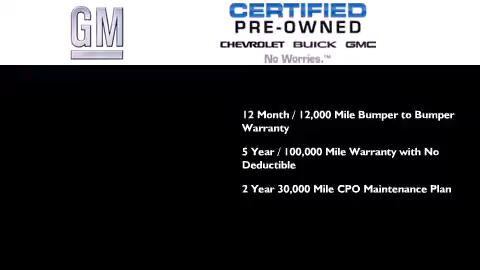 GM
CERTIFIED
PRE-OWNED
CHEVROLET BUICK GMC
No Worries.™
12 Month / 12,000 Mile Bumper to Bumper
Warranty
5 Year / 100,000 Mile Warranty with No
Deductible
2 Year 30,000 Mile CPO Maintenance Plan